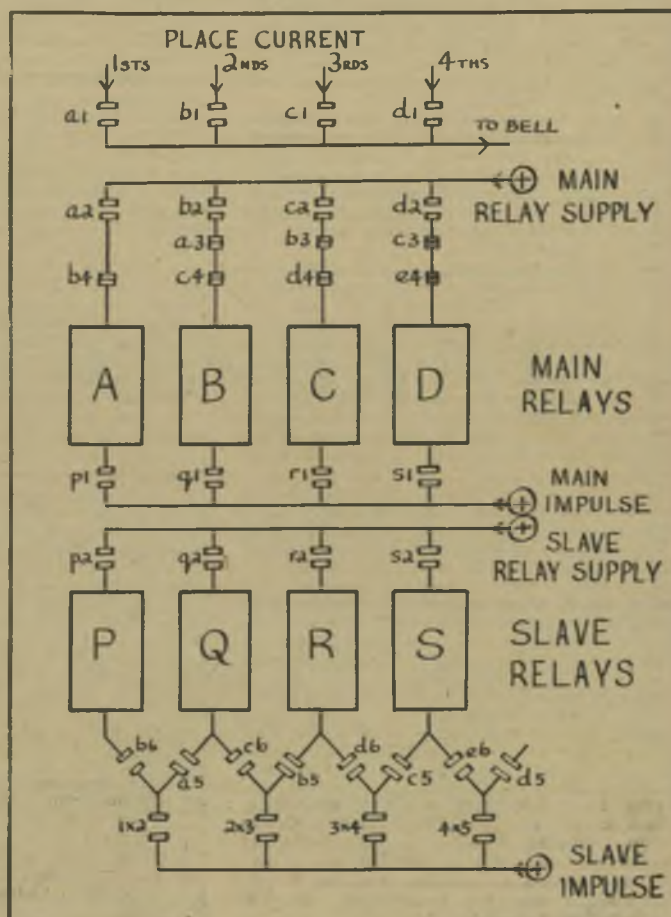 PLACE CURRENT
1STS 2NDS 3RDS 4THS
a1 b1 c1 d1
TO BELL
a2 b2 c2 d2
MAIN
RELAY SUPPLY
a3 b3 c3
b4 c4 d4 e4
A B C D
MAIN
RELAYS
p1 q1 r1 s1
MAIN
IMPULSE
p2 q2 r2 s2
SLAVE
RELAY SUPPLY
P Q R S
SLAVE
RELAYS
b6 a5 c6 b5 d6 c5 e6 d5
1x2 2x3 3x4 4x5
SLAVE
IMPULSE